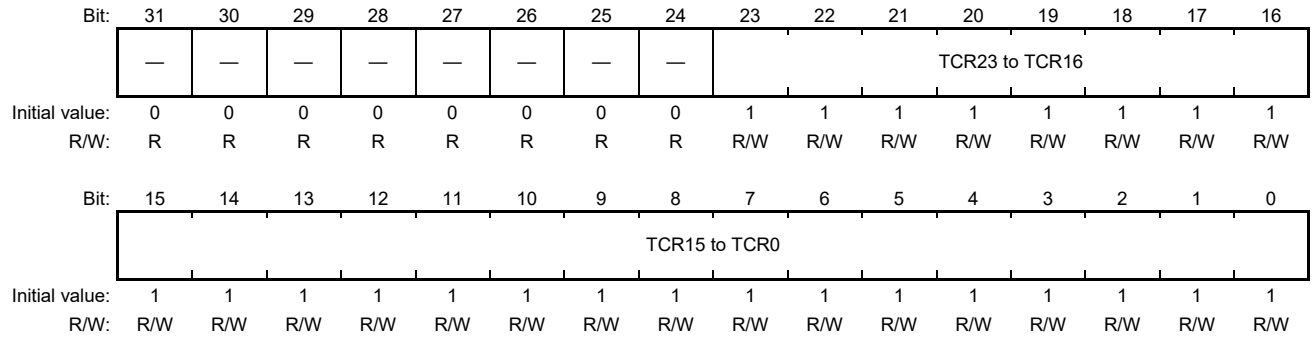 Bit: 31 30 29 28 27 26 25 24 23 22 21 20 19 18 17 16
— — — — — — — — TCR23 to TCR16
Initial value: 0 0 0 0 0 0 0 0 1 1 1 1 1 1 1 1
R/W: R R R R R R R R R/W R/W R/W R/W R/W R/W R/W R/W
Bit: 15 14 13 12 11 10 9 8 7 6 5 4 3 2 1 0
TCR15 to TCR0
Initial value: 1 1 1 1 1 1 1 1 1 1 1 1 1 1 1 1
R/W: R/W R/W R/W R/W R/W R/W R/W R/W R/W R/W R/W R/W R/W R/W R/W R/W